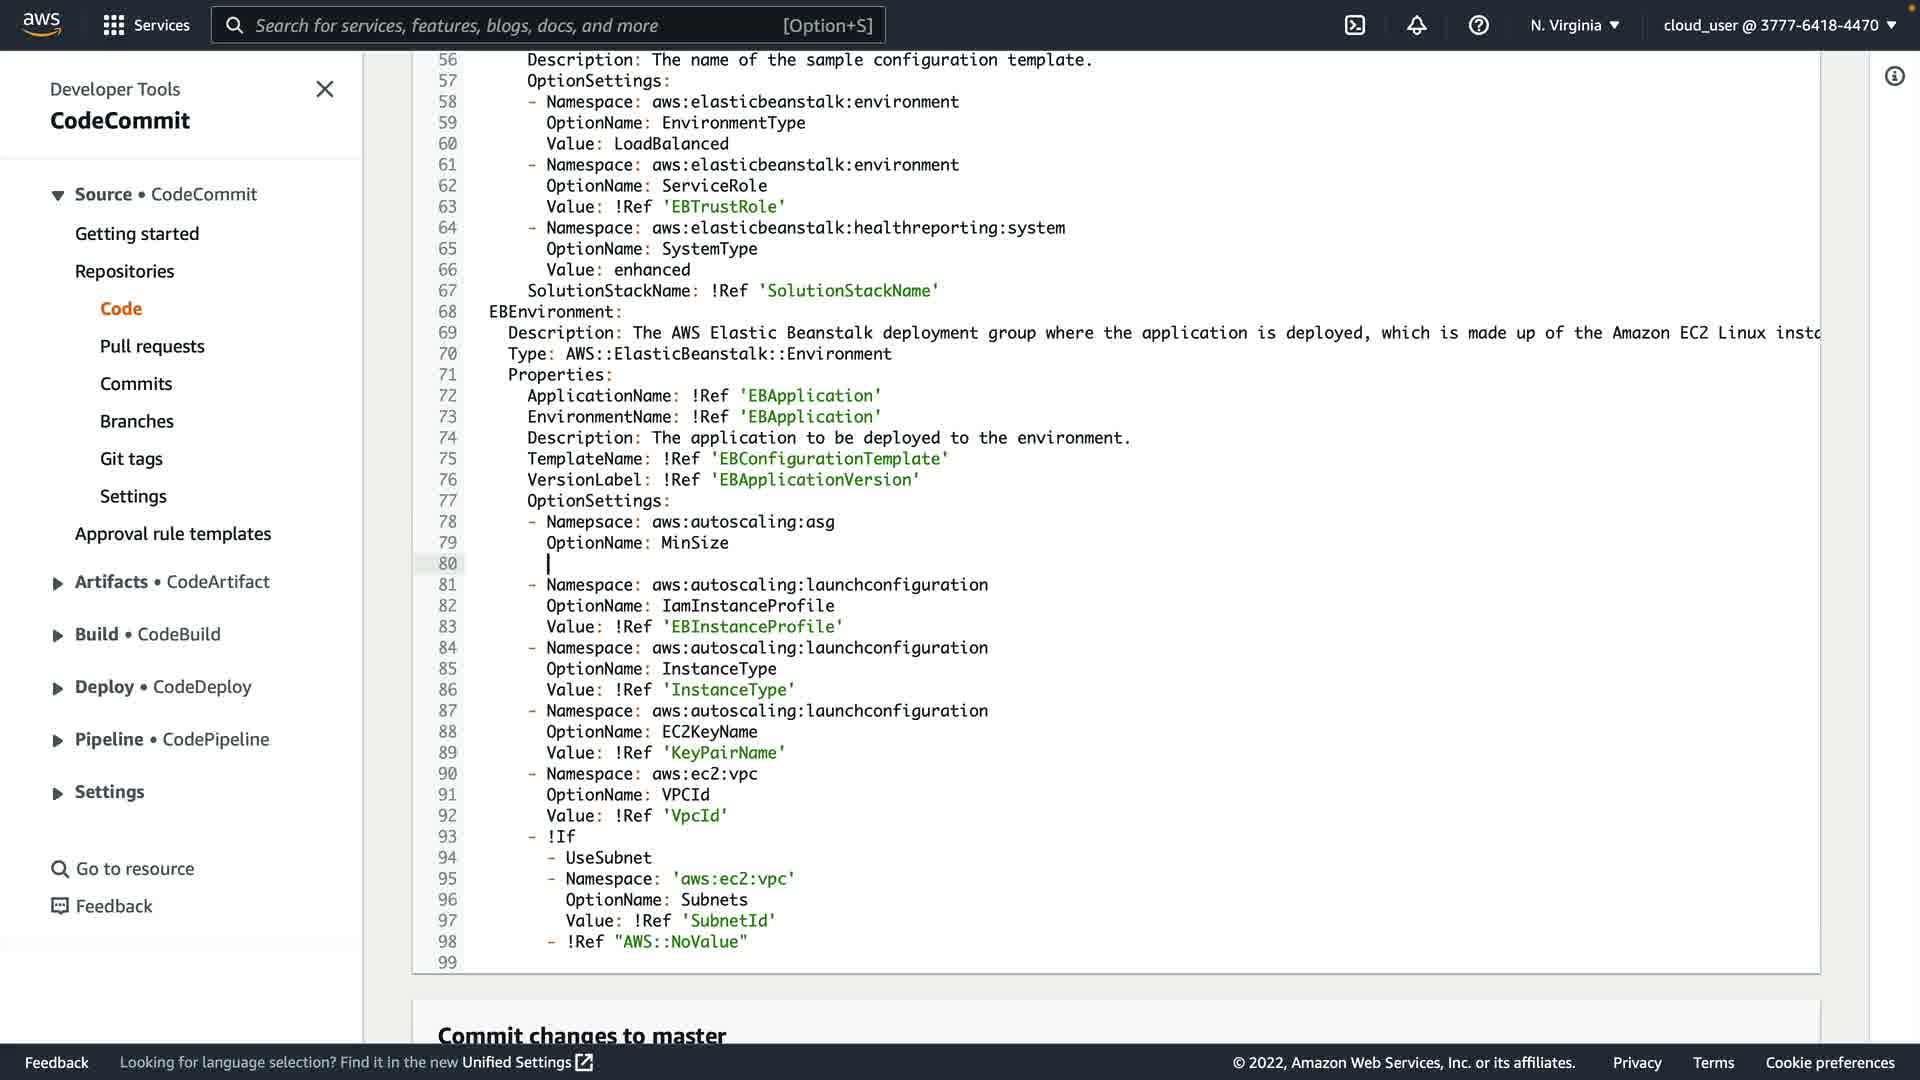 aws
Services
Search for services, features, blogs, docs, and more
[Option+S]
N. Virginia
cloud_user @ 3777-6418-4470
Developer Tools
CodeCommit
Source • CodeCommit
Getting started
Repositories
Code
Pull requests
Commits
Branches
Git tags
Settings
Approval rule templates
Artifacts • CodeArtifact
Build • CodeBuild
Deploy • CodeDeploy
Pipeline • CodePipeline
Settings
Go to resource
Feedback
56 Description: The name of the sample configuration template.
57 OptionSettings:
58 - Namespace: aws:elasticbeanstalk:environment
59 OptionName: EnvironmentType
60 Value: LoadBalanced
61 - Namespace: aws:elasticbeanstalk:environment
62 OptionName: ServiceRole
63 Value: !Ref 'EBTrustRole'
64 - Namespace: aws:elasticbeanstalk:healthreporting:system
65 OptionName: SystemType
66 Value: enhanced
67 SolutionStackName: !Ref 'SolutionStackName'
68 EBEnvironment:
69 Description: The AWS Elastic Beanstalk deployment group where the application is deployed, which is made up of the Amazon EC2 Linux insta
70 Type: AWS::ElasticBeanstalk::Environment
71 Properties:
72 ApplicationName: !Ref 'EBApplication'
73 EnvironmentName: !Ref 'EBApplication'
74 Description: The application to be deployed to the environment.
75 TemplateName: !Ref 'EBConfigurationTemplate'
76 VersionLabel: !Ref 'EBApplicationVersion'
77 OptionSettings:
78 - Namepsace: aws:autoscaling:asg
79 OptionName: MinSize
80
81 - Namespace: aws:autoscaling:launchconfiguration
82 OptionName: IamInstanceProfile
83 Value: !Ref 'EBInstanceProfile'
84 - Namespace: aws:autoscaling:launchconfiguration
85 OptionName: InstanceType
86 Value: !Ref 'InstanceType'
87 - Namespace: aws:autoscaling:launchconfiguration
88 OptionName: EC2KeyName
89 Value: !Ref 'KeyPairName'
90 - Namespace: aws:ec2:vpc
91 OptionName: VPCId
92 Value: !Ref 'VpcId'
93 - !If
94 - UseSubnet
95 - Namespace: 'aws:ec2:vpc'
96 OptionName: Subnets
97 Value: !Ref 'SubnetId'
98 - !Ref "AWS::NoValue"
99
Commit changes to master
Feedback
Looking for language selection? Find it in the new Unified Settings
© 2022, Amazon Web Services, Inc. or its affiliates.
Privacy
Terms
Cookie preferences